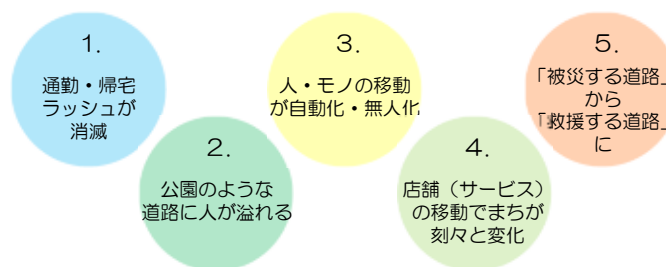 1.
通勤・帰宅
ラッシュが
消滅
2.
公園のような
道路に人が溢れる
3.
人・モノの移動
が自動化・無人化
4.
店舗（サービス）
の移動でまちが
刻々と変化
5.
「被災する道路」
から
「救援する道路」
に